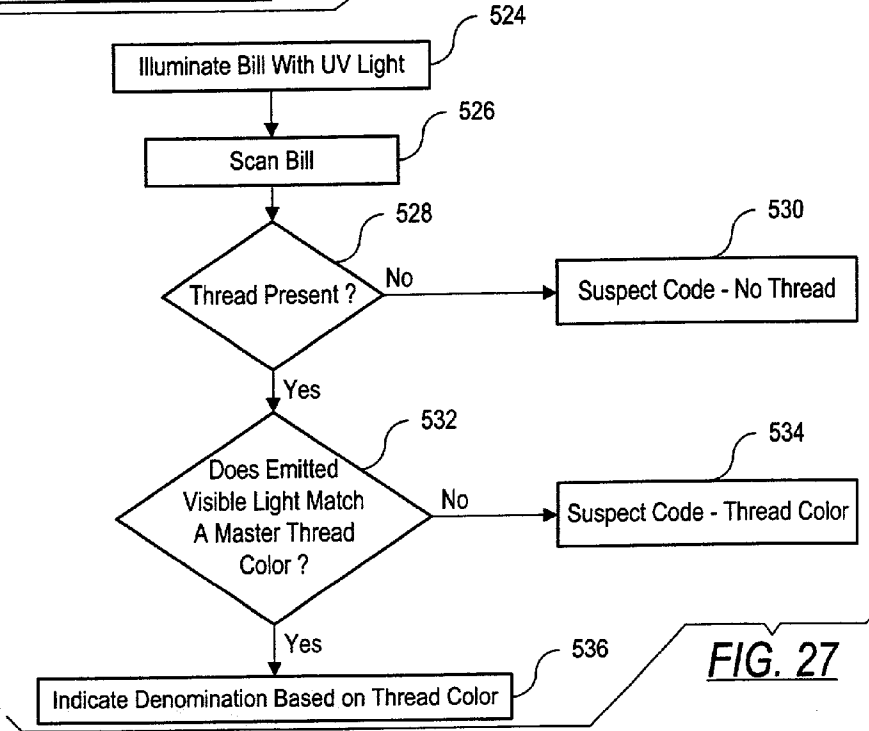 524
Illuminate Bill With UV Light
526
Scan Bill
528
530
Thread Present ?
No
Suspect Code - No Thread
Yes
532
534
Does Emitted
Visible Light Match
A Master Thread
Color ?
No
Suspect Code - Thread Color
Yes
536
Indicate Denomination Based on Thread Color
FIG. 27